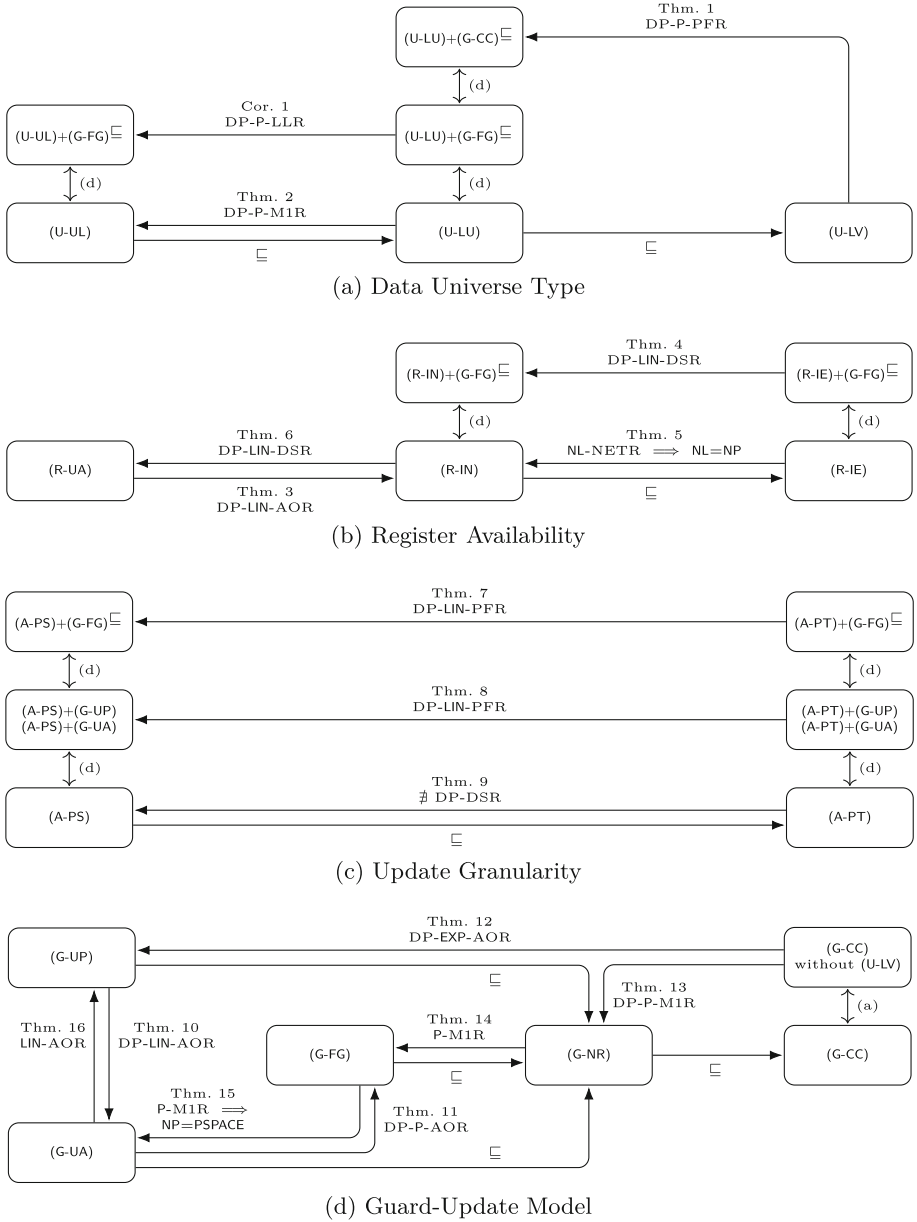 (U-LU)+(G-CC)⊑
Thm. 1
DP-P-PFR
(d)
(U-UL)+(G-FG)⊑
Cor. 1
DP-P-LLR
(U-LU)+(G-FG)⊑
(d)
(d)
(U-UL)
Thm. 2
DP-P-M1R
⊑
(U-LU)
⊑
(U-LV)
(a) Data Universe Type
(R-IN)+(G-FG)⊑
Thm. 4
DP-LIN-DSR
(R-IE)+(G-FG)⊑
(d)
(d)
(R-UA)
Thm. 6
DP-LIN-DSR
Thm. 3
DP-LIN-AOR
(R-IN)
Thm. 5
NL-NETR ⟹ NL=NP
⊑
(R-IE)
(b) Register Availability
(A-PS)+(G-FG)⊑
Thm. 7
DP-LIN-PFR
(A-PT)+(G-FG)⊑
(d)
(d)
(A-PS)+(G-UP)
(A-PS)+(G-UA)
Thm. 8
DP-LIN-PFR
(A-PT)+(G-UP)
(A-PT)+(G-UA)
(d)
(d)
(A-PS)
Thm. 9
∄ DP-DSR
⊑
(A-PT)
(c) Update Granularity
(G-UP)
Thm. 12
DP-EXP-AOR
⊑
(G-CC)
without (U-LV)
Thm. 13
DP-P-M1R
(a)
Thm. 16
LIN-AOR
Thm. 10
DP-LIN-AOR
(G-FG)
Thm. 14
P-M1R
⊑
(G-NR)
⊑
(G-CC)
Thm. 15
P-M1R ⟹
NP=PSPACE
Thm. 11
DP-P-AOR
(G-UA)
⊑
(d) Guard-Update Model